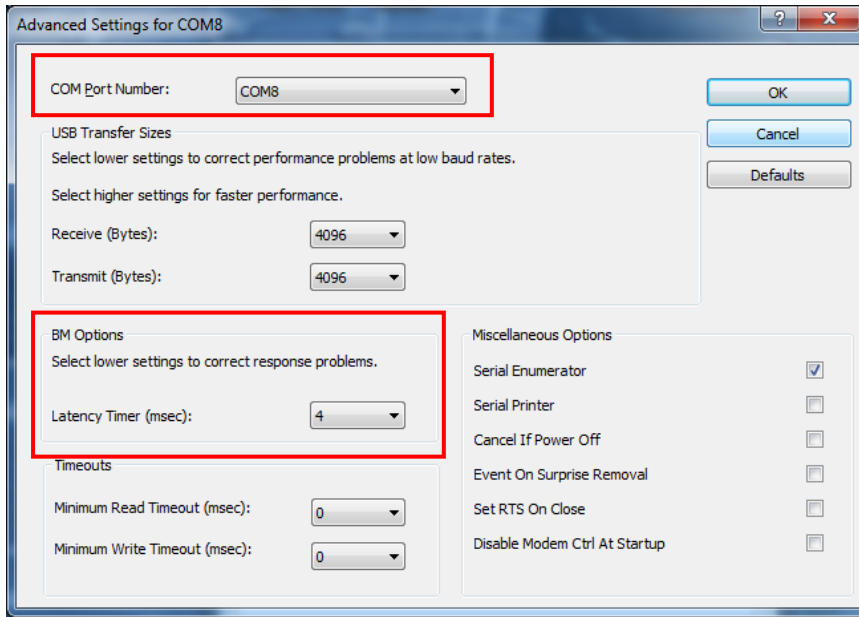 Advanced Settings for COM8
COM Port Number: COM8
OK
USB Transfer Sizes
Cancel
Select lower settings to correct performance problems at low baud rates.
Defaults
Select higher settings for faster performance.
Receive (Bytes): 4096
Transmit (Bytes): 4096
BM Options
Select lower settings to correct response problems.
Latency Timer (msec): 4
Timeouts
Minimum Read Timeout (msec): 0
Minimum Write Timeout (msec): 0
Miscellaneous Options
Serial Enumerator
Serial Printer
Cancel If Power Off
Event On Surprise Removal
Set RTS On Close
Disable Modem Ctrl At Startup